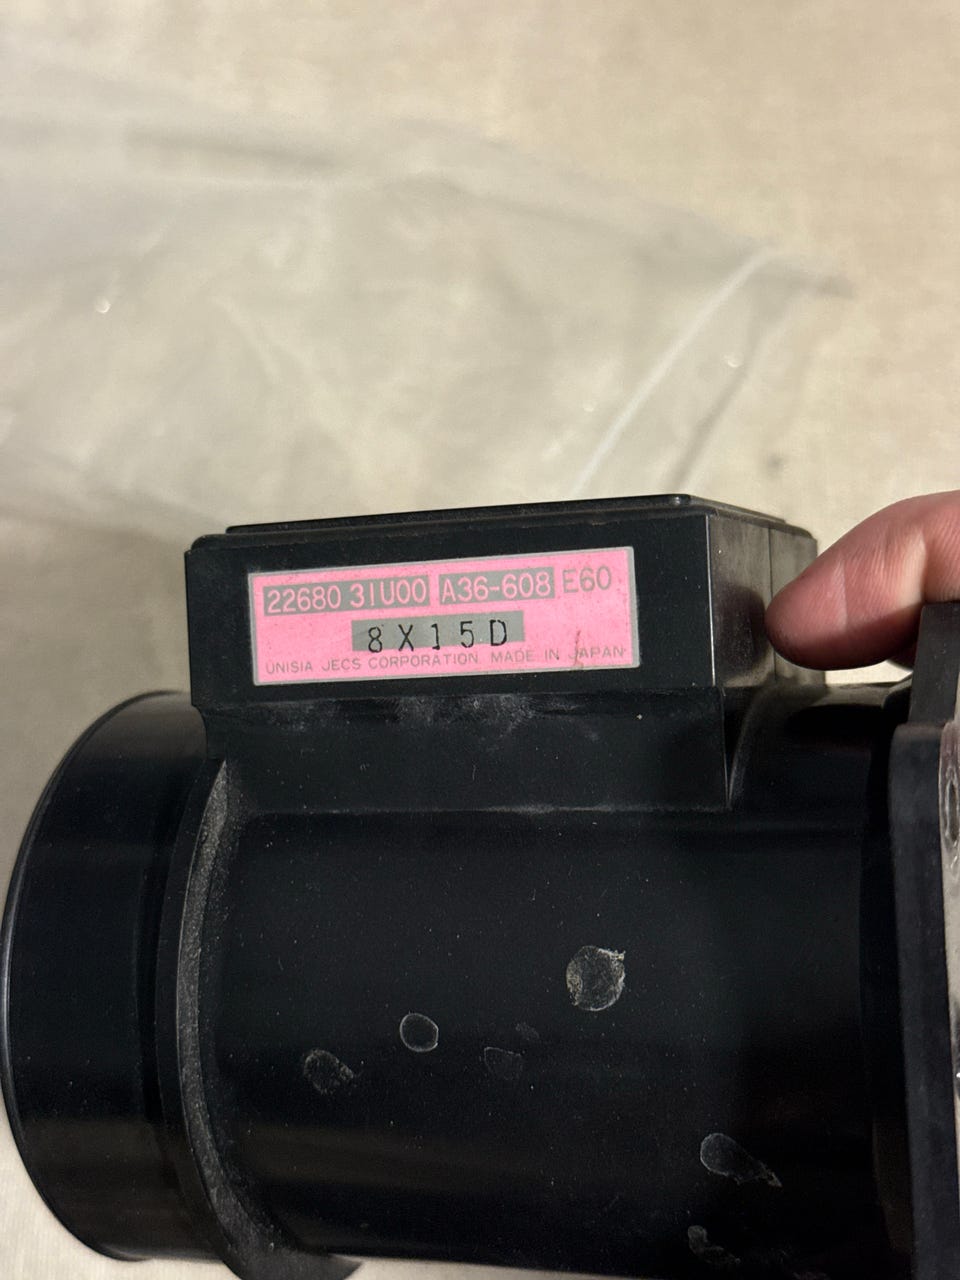 22680 31U00 A36-608 E60
8X15D
UNISIA JECS CORPORATION MADE IN JAPAN